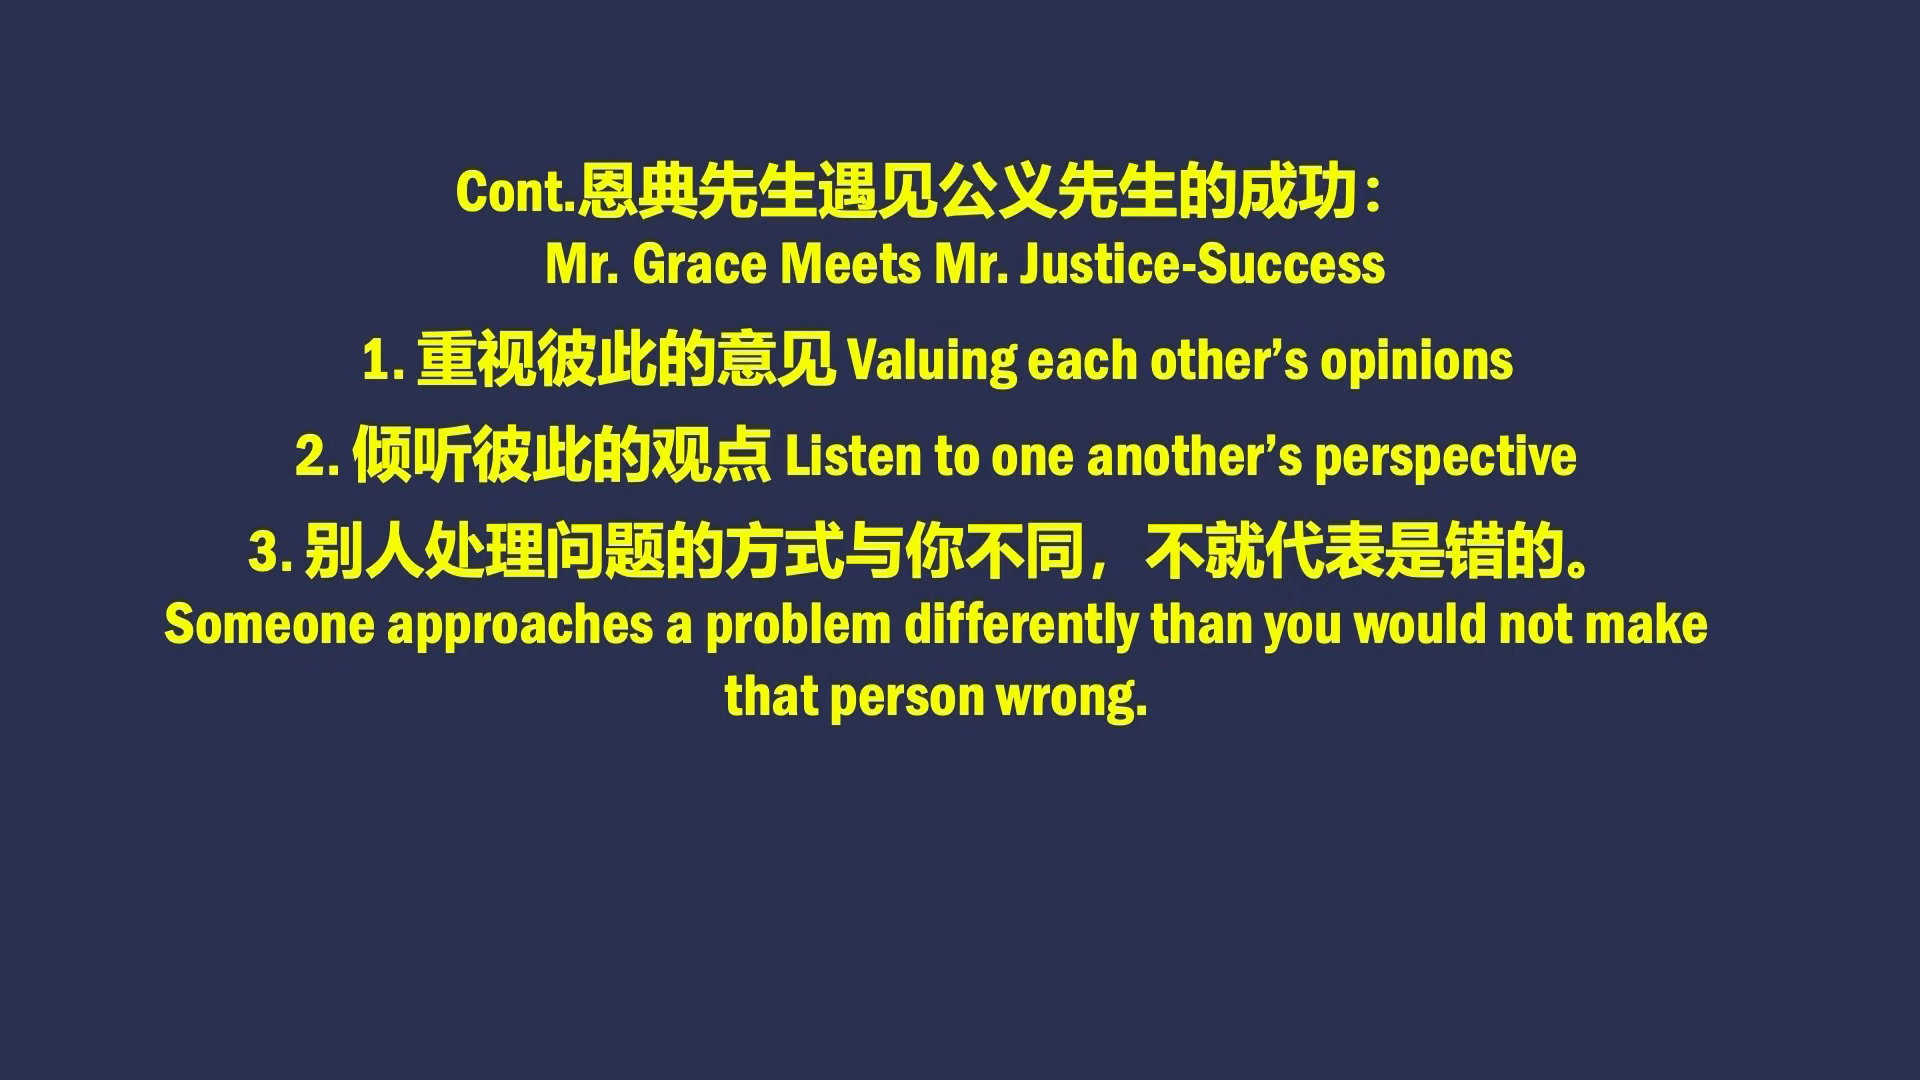 Cont.恩典先生遇见公义先生的成功：
Mr. Grace Meets Mr. Justice-Success
1. 重视彼此的意见 Valuing each other’s opinions
2. 倾听彼此的观点 Listen to one another’s perspective
3. 别人处理问题的方式与你不同，不就代表是错的。
Someone approaches a problem differently than you would not make
that person wrong.